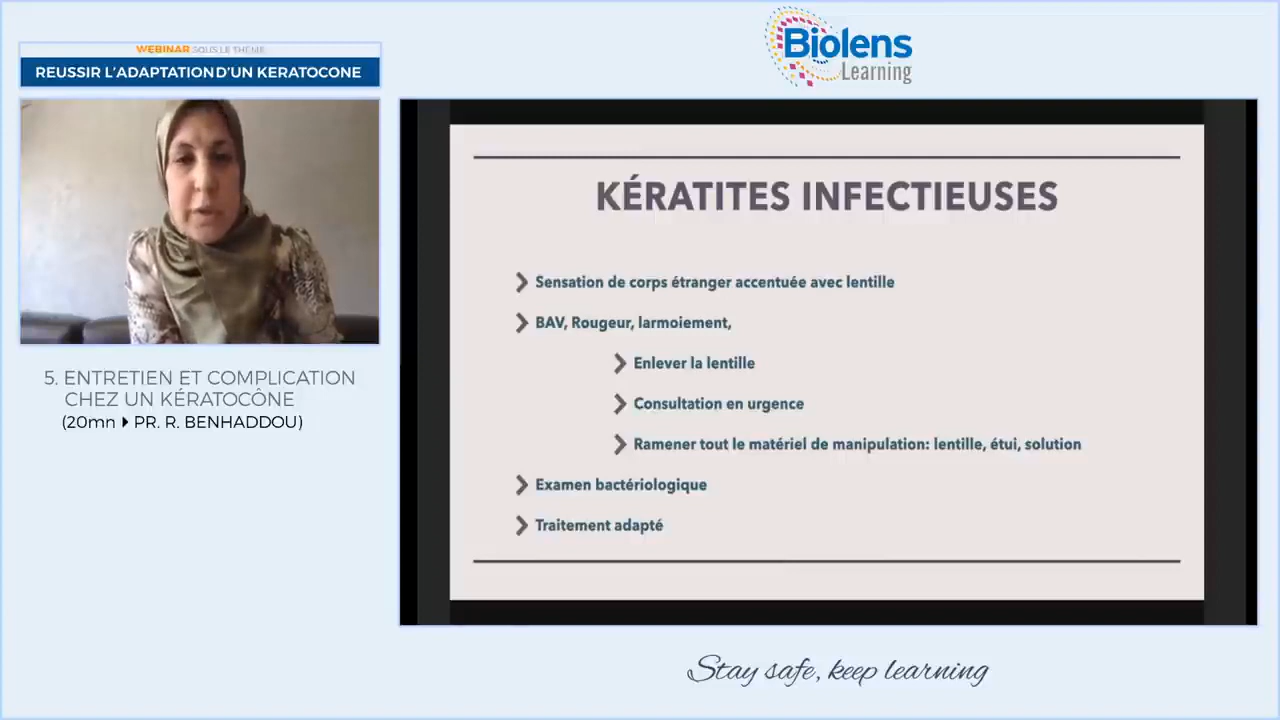 WEBINAR SOUS LE THEME
REUSSIR L'ADAPTATION D'UN KERATOCONE
Biolens
Learning
5. ENTRETIEN ET COMPLICATION
CHEZ UN KÉRATOCÔNE
(20mn PR. R. BENHADDOU)
KÉRATITES INFECTIEUSES
Sensation de corps étranger accentuée avec lentille
BAV, Rougeur, larmoiement,
Enlever la lentille
Consultation en urgence
Ramener tout le matériel de manipulation: lentille, étui, solution
Examen bactériologique
Traitement adapté
Stay safe, keep learning